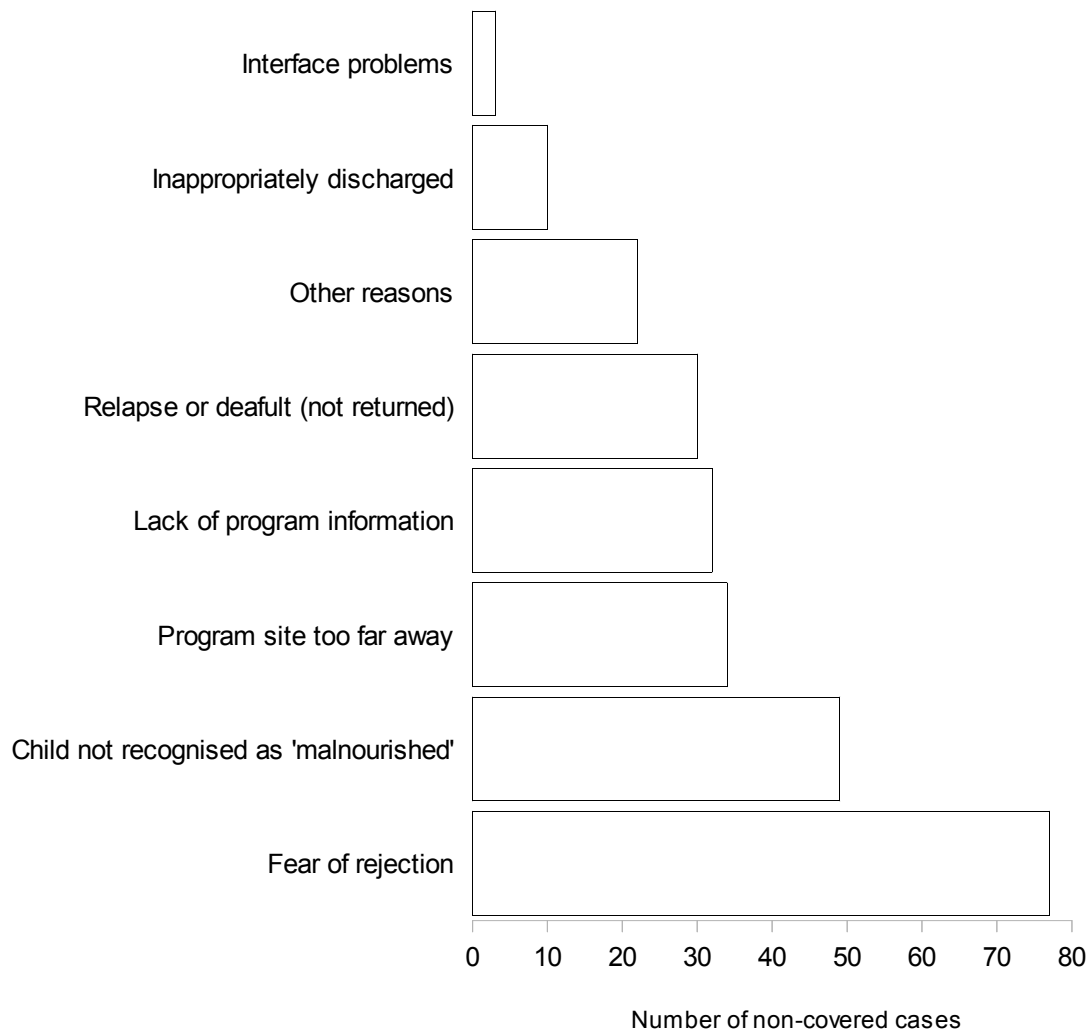 Interface problems
Inappropriately discharged
Other reasons
Relapse or deafult (not returned)
Lack of program information
Program site too far away
Child not recognised as 'malnourished'
Fear of rejection
0 10 20 30 40 50 60 70 80
Number of non-covered cases